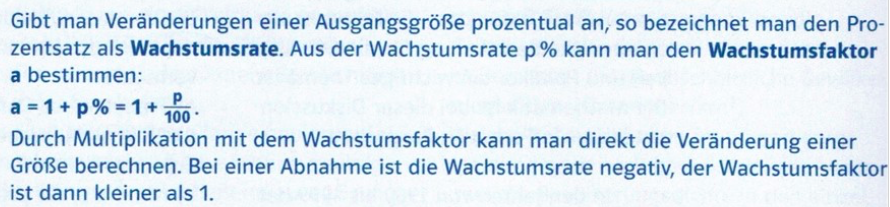 Gibt man Veränderungen einer Ausgangsgröße prozentual an, so bezeichnet man den Pro-
zentsatz als Wachstumsrate. Aus der Wachstumsrate p % kann man den Wachstumsfaktor
a bestimmen:
a = 1 + p % = 1 + p/100.
Durch Multiplikation mit dem Wachstumsfaktor kann man direkt die Veränderung einer
Größe berechnen. Bei einer Abnahme ist die Wachstumsrate negativ, der Wachstumsfaktor
ist dann kleiner als 1.